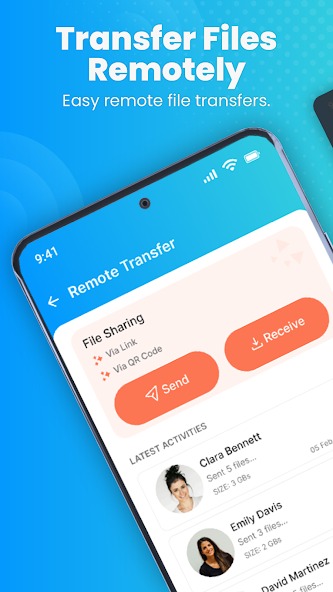 Transfer Files
Remotely
Easy remote file transfers.
9:41
Remote Transfer
File Sharing
Via Link
Via QR Code
Send
Receive
LATEST ACTIVITIES
Clara Bennett
Sent 5 files...
SIZE: 3 GBs
05 Feb
Emily Davis
Sent 3 files...
SIZE: 2 GBs
David Martinez